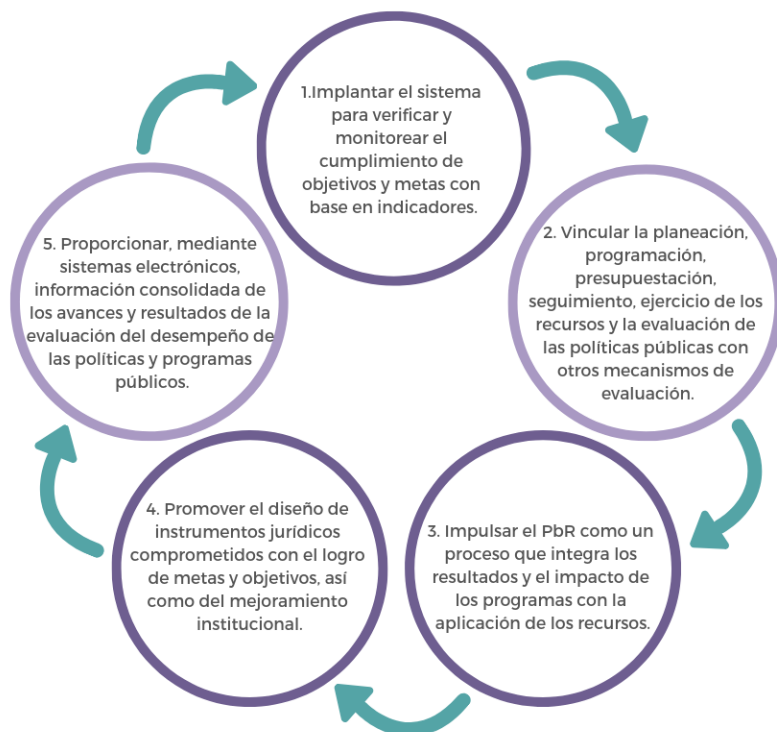 1.Implantar el sistema
para verificar y
monitorear el
cumplimiento de
objetivos y metas con
base en indicadores.
2. Vincular la planeación,
programación,
presupuestación,
seguimiento, ejercicio de los
recursos y la evaluación de
las políticas públicas con
otros mecanismos de
evaluación.
3. Impulsar el PbR como un
proceso que integra los
resultados y el impacto de
los programas con la
aplicación de los recursos.
4. Promover el diseño de
instrumentos jurídicos
comprometidos con el logro
de metas y objetivos, así
como del mejoramiento
institucional.
5. Proporcionar, mediante
sistemas electrónicos,
información consolidada de
los avances y resultados de la
evaluación del desempeño de
las políticas y programas
públicos.